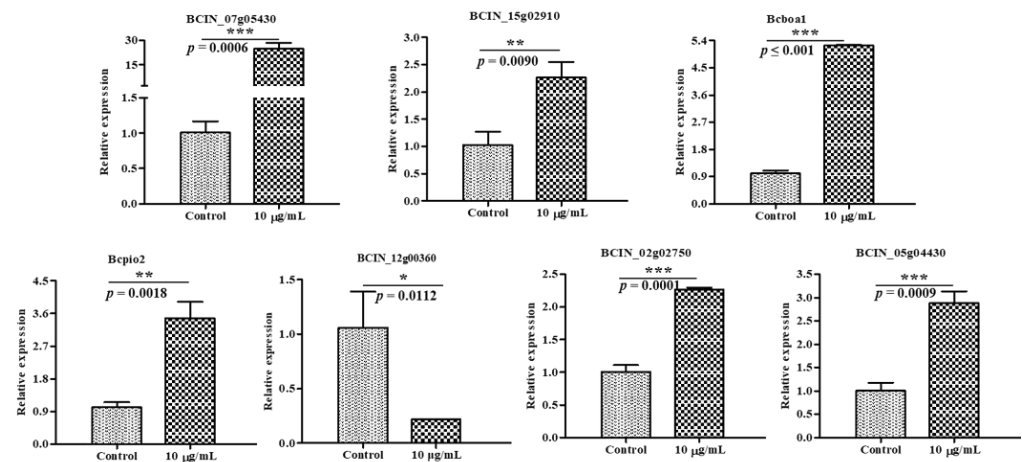 BCIN_07g05430
***
p = 0.0006
Relative expression
30
15
1.5
1.0
0.5
0.0
Control 10 μg/mL
BCIN_15g02910
**
p = 0.0090
Relative expression
3.0
2.5
2.0
1.5
1.0
0.5
0.0
Control 10 μg/mL
Bcboa1
***
p ≤ 0.001
Relative expression
5.4
4.5
3.6
2.7
1.8
0.9
0.0
Control 10 μg/mL
Bcpio2
**
p = 0.0018
Relative expression
4.5
3.6
2.7
1.8
0.9
0.0
Control 10 μg/mL
BCIN_12g00360
*
p = 0.0112
Relative expression
1.5
1.0
0.5
0.0
Control 10 μg/mL
BCIN_02g02750
***
p = 0.0001
Relative expression
2.5
2.0
1.5
1.0
0.5
0.0
Control 10 μg/mL
BCIN_05g04430
***
p = 0.0009
Relative expression
3.5
3.0
2.5
2.0
1.5
1.0
0.5
0.0
Control 10 μg/mL